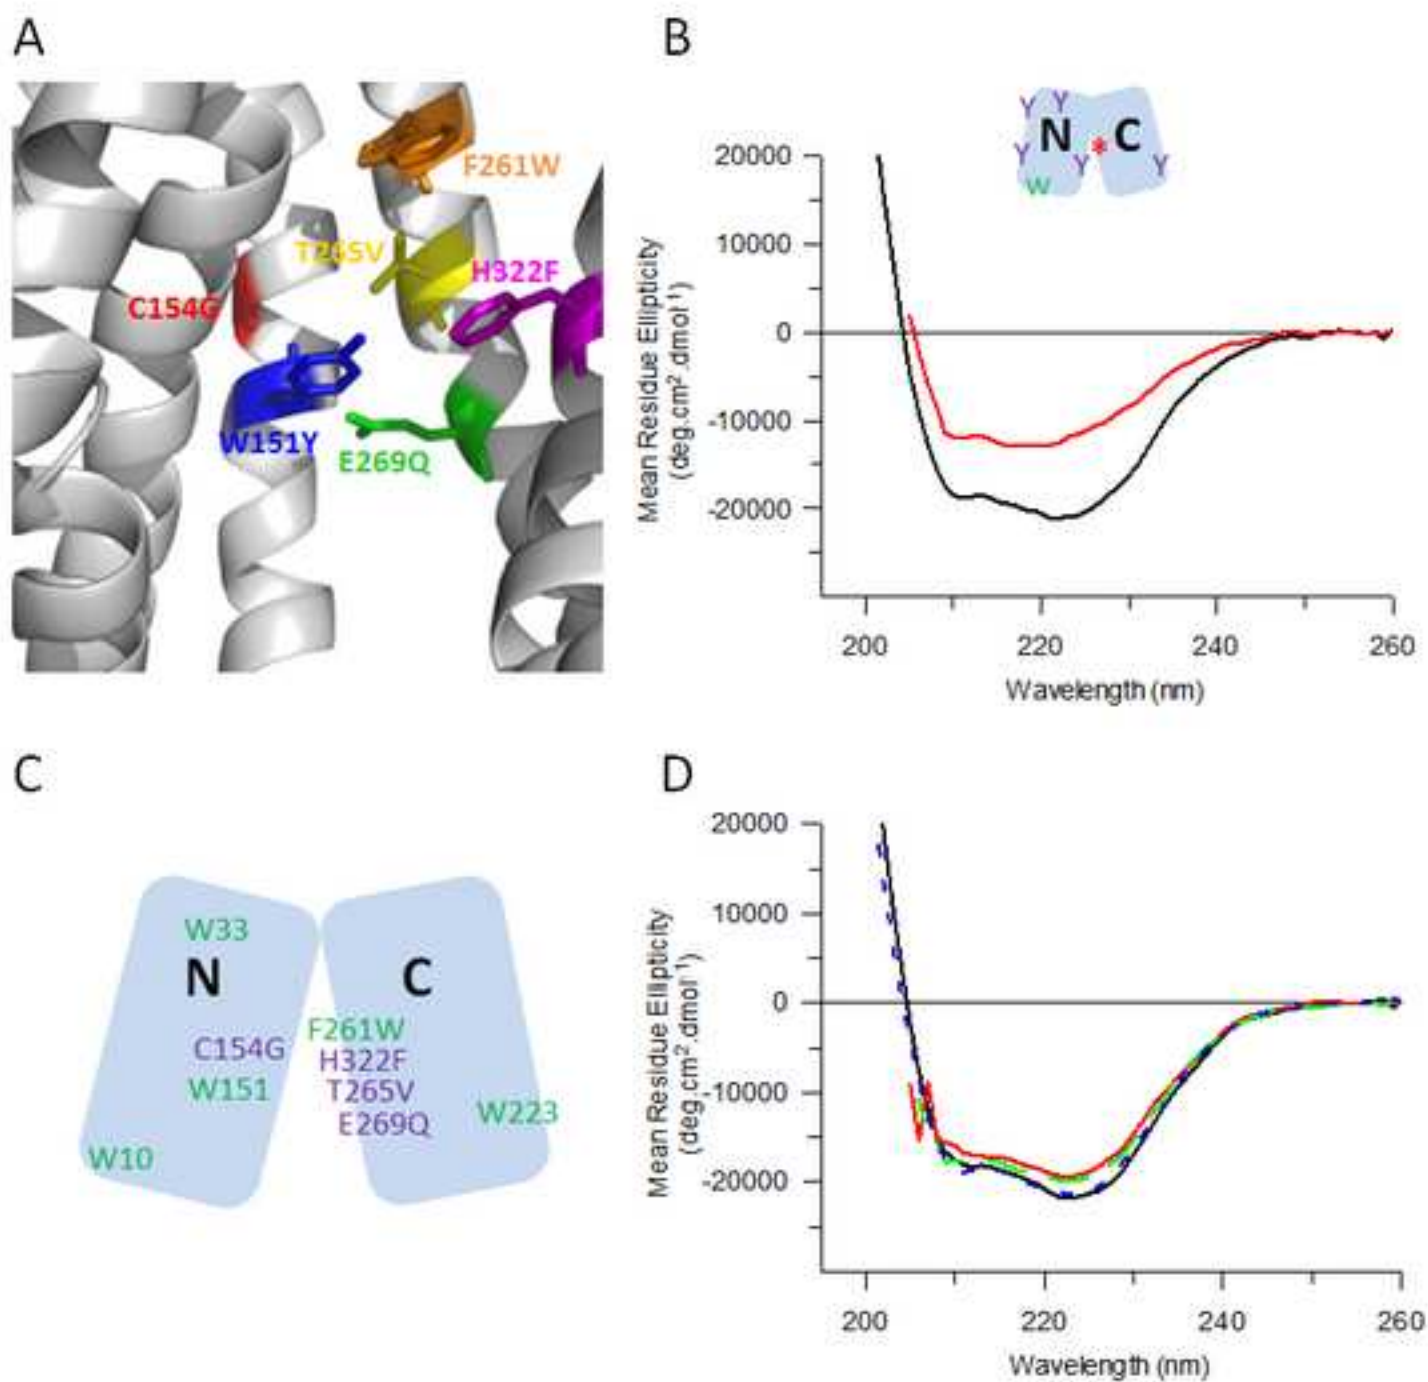 A
F261W
T265V
H322F
C154G
W151Y
E269Q
B
Y Y
N * C
Y Y Y
W
20000
10000
0
-10000
-20000
Mean Residue Ellipticity
(deg.cm².dmol⁻¹)
200 220 240 260
Wavelength (nm)
C
W33
N C
F261W
C154G H322F
W151 T265V
E269Q W223
W10
D
20000
10000
0
-10000
-20000
Mean Residue Ellipticity
(deg.cm².dmol⁻¹)
200 220 240 260
Wavelength (nm)